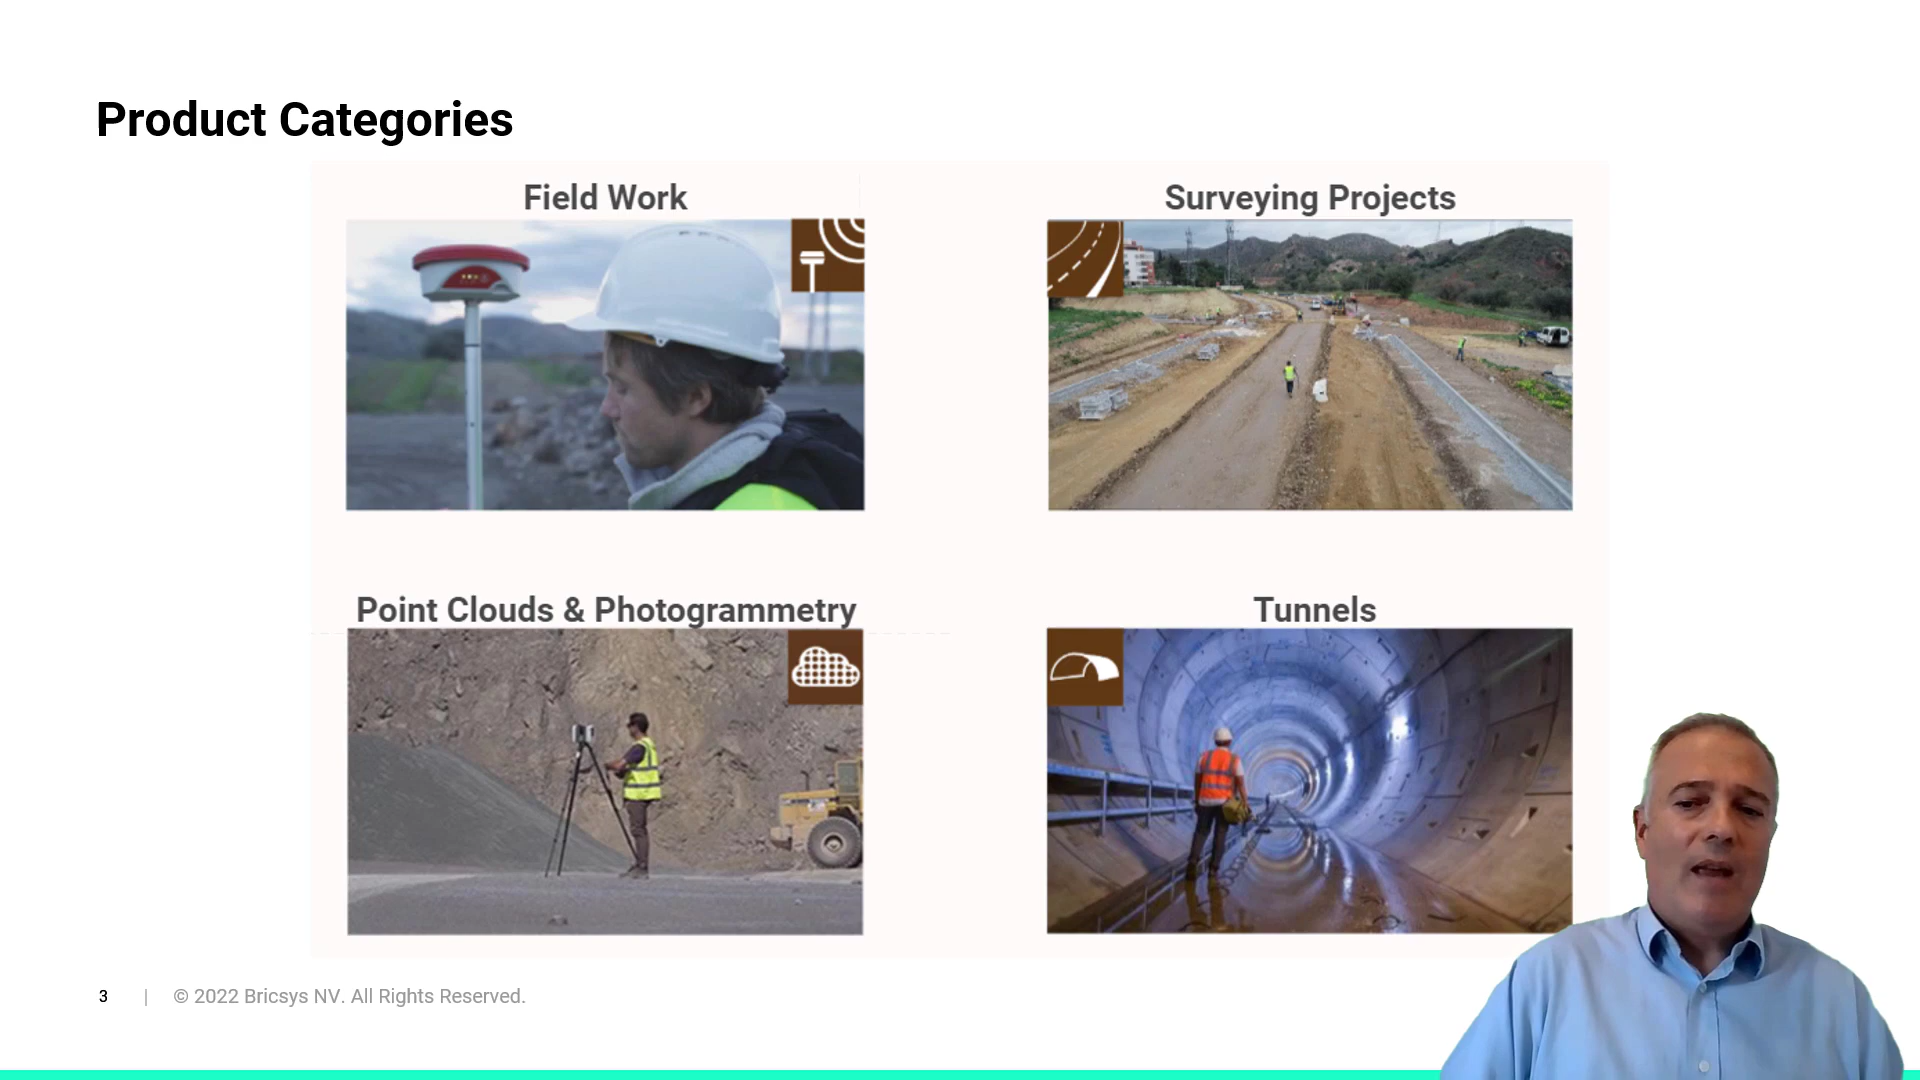 Product Categories
Field Work
Surveying Projects
Point Clouds & Photogrammetry
Tunnels
3 | © 2022 Bricsys NV. All Rights Reserved.